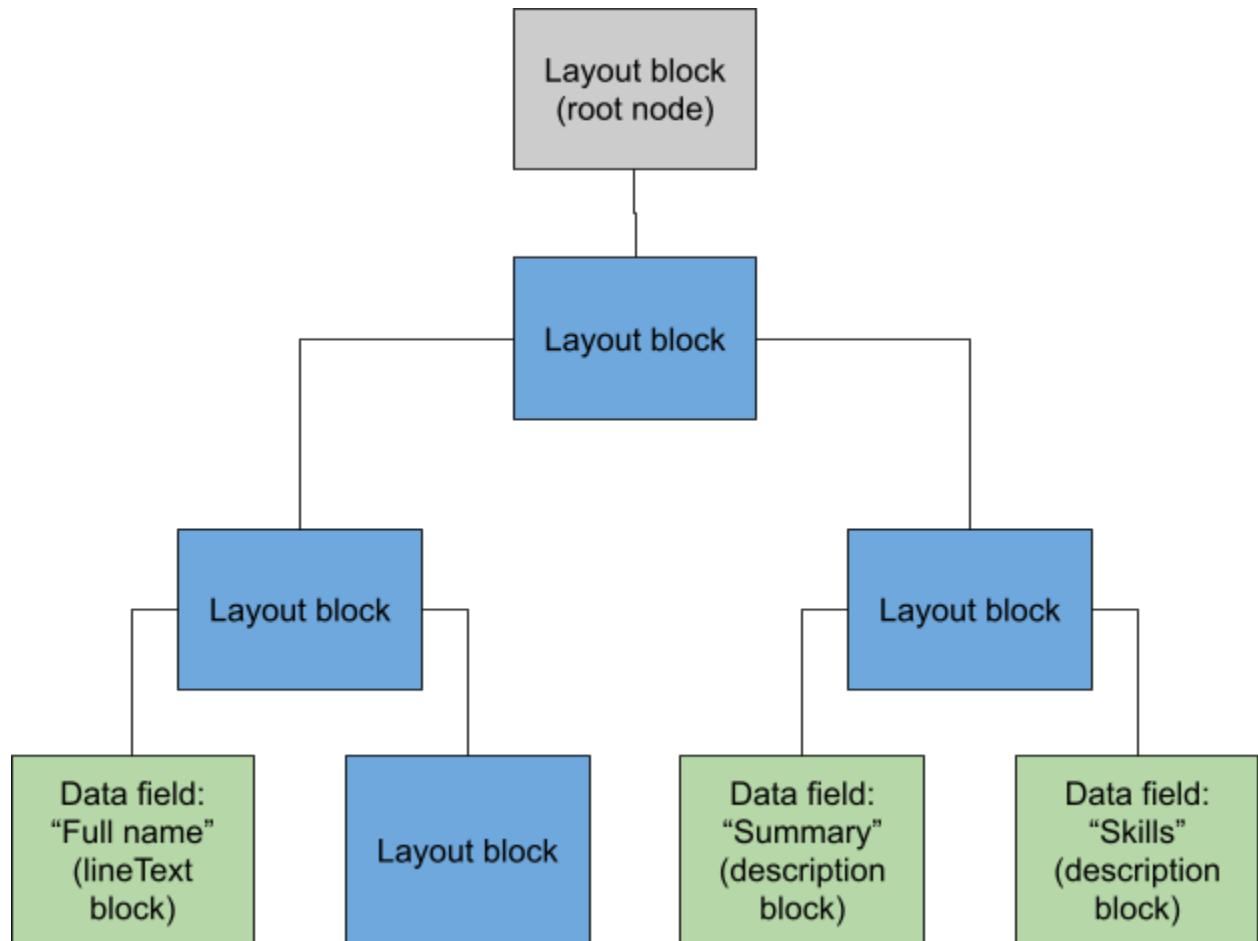 Layout block
(root node)
Layout block
Layout block
Layout block
Data field:
“Full name”
(lineText
block)
Layout block
Data field:
“Summary”
(description
block)
Data field:
“Skills”
(description
block)